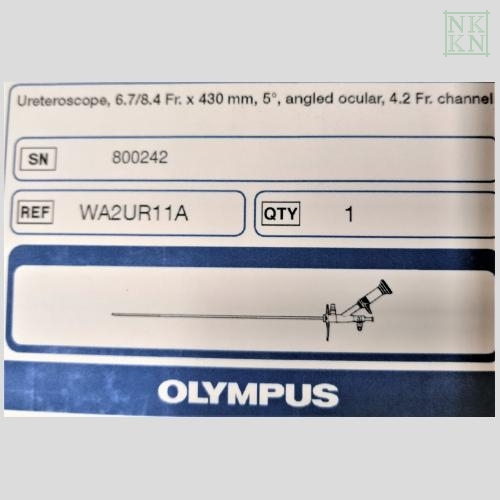 NK
KN
Ureteroscope, 6.7/8.4 Fr. x 430 mm, 5°, angled ocular, 4.2 Fr. channel
SN 800242
REF WA2UR11A QTY 1
OLYMPUS